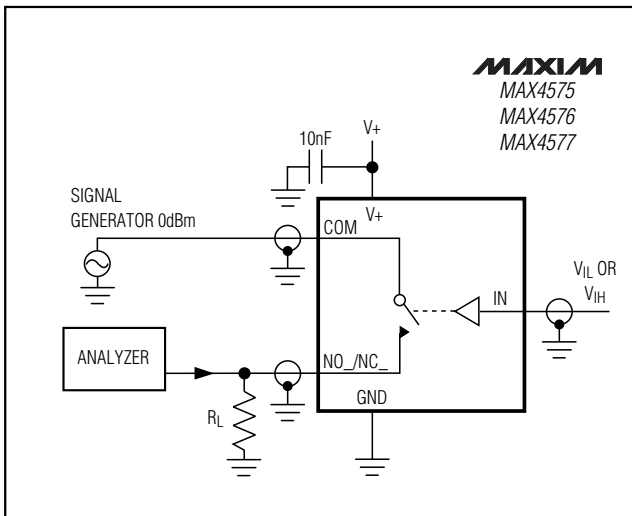 MAXIM
MAX4575
MAX4576
MAX4577
V+
10nF
SIGNAL
GENERATOR 0dBm
V+
COM
IN
VIL OR
VIH
ANALYZER
NO_/NC_
RL
GND